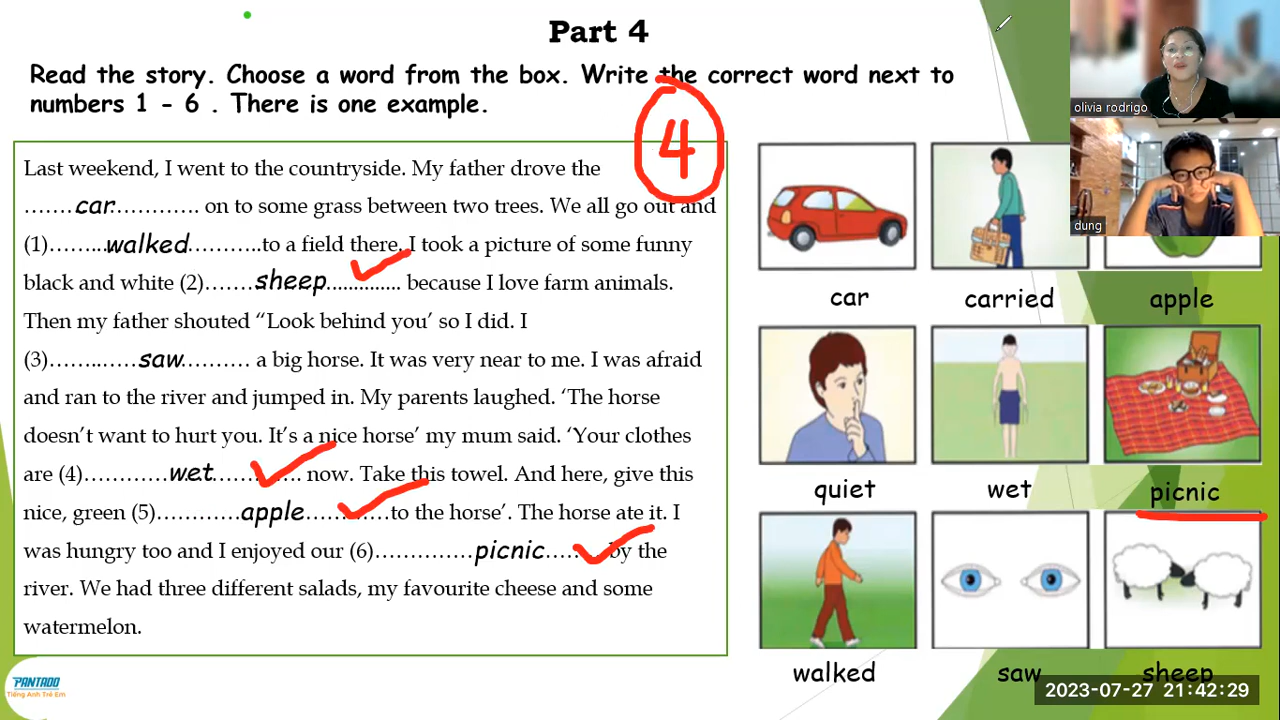 Part 4
Read the story. Choose a word from the box. Write the correct word next to
numbers 1 - 6 . There is one example.
4
Last weekend, I went to the countryside. My father drove the
.......car............. on to some grass between two trees. We all go out and
(1)..........walked............to a field there. I took a picture of some funny
black and white (2)........sheep.............. because I love farm animals.
Then my father shouted “Look behind you’ so I did. I
(3).............saw.......... a big horse. It was very near to me. I was afraid
and ran to the river and jumped in. My parents laughed. ‘The horse
doesn’t want to hurt you. It’s a nice horse’ my mum said. ‘Your clothes
are (4)............wet............... now. Take this towel. And here, give this
nice, green (5)............apple............to the horse’. The horse ate it. I
was hungry too and I enjoyed our (6)..............picnic.........by the
river. We had three different salads, my favourite cheese and some
watermelon.
car carried apple
quiet wet picnic
walked saw sheep
olivia rodrigo
dung
PANTADO
Tiếng Anh Trẻ Em
2023-07-27 21:42:29